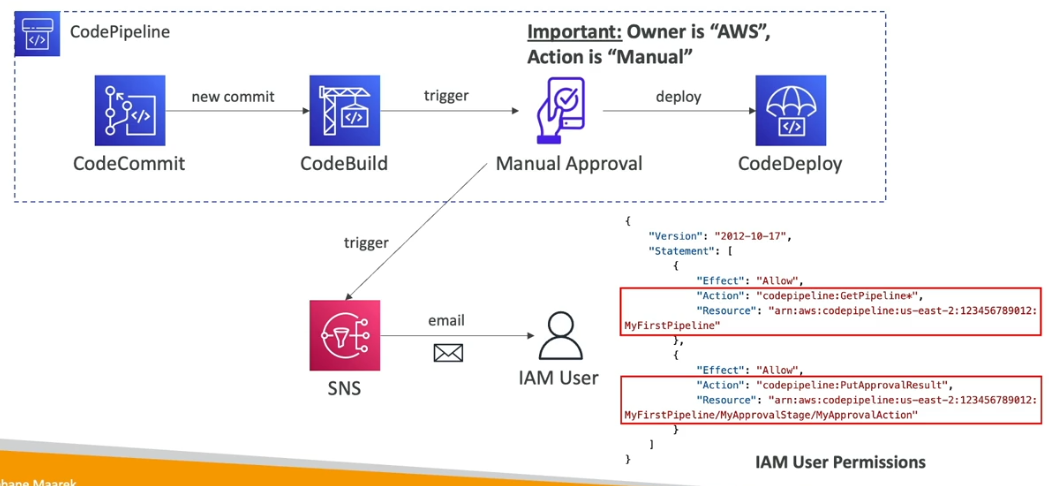 CodePipeline
Important: Owner is “AWS”,
Action is “Manual”
new commit
trigger
deploy
CodeCommit
CodeBuild
Manual Approval
CodeDeploy
trigger
email
SNS
IAM User
{
"Version": "2012-10-17",
"Statement": [
{
"Effect": "Allow",
"Action": "codepipeline:GetPipeline*",
"Resource": "arn:aws:codepipeline:us-east-2:123456789012:
MyFirstPipeline"
},
{
"Effect": "Allow",
"Action": "codepipeline:PutApprovalResult",
"Resource": "arn:aws:codepipeline:us-east-2:123456789012:
MyFirstPipeline/MyApprovalStage/MyApprovalAction"
}
]
}
IAM User Permissions
Maarek